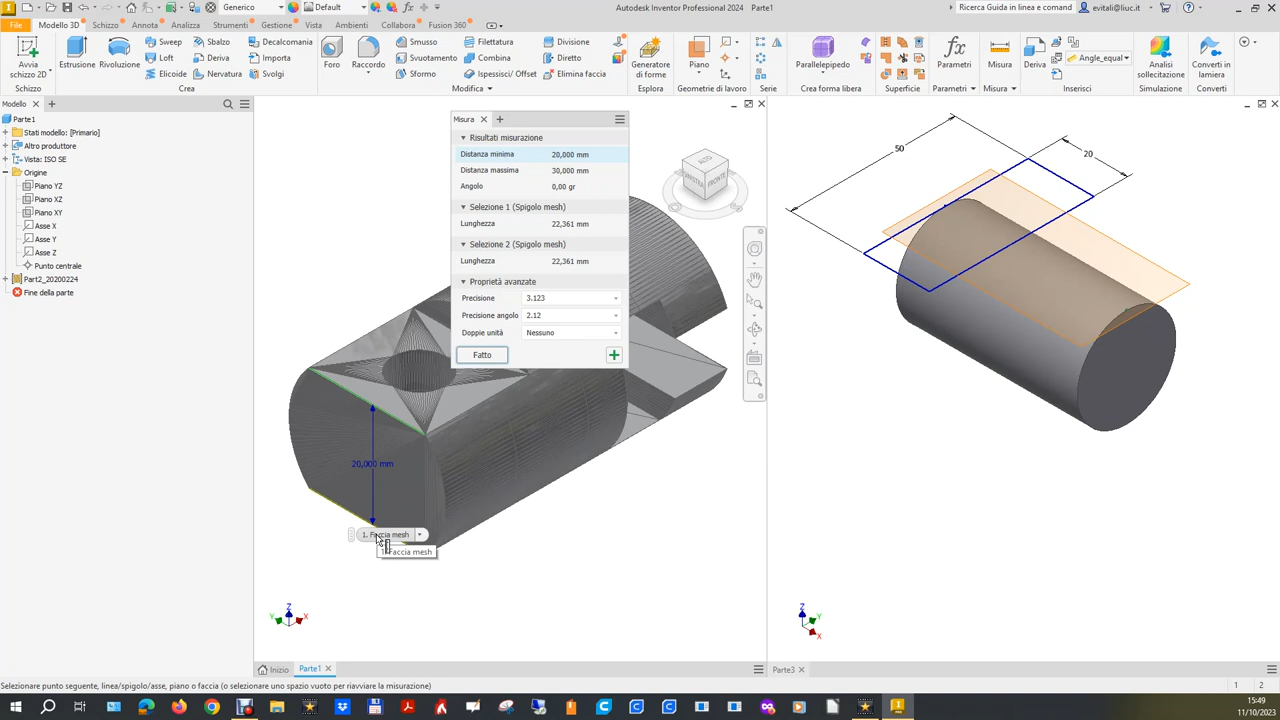 Generico
Default
Autodesk Inventor Professional 2024   Parte1
Ricerca Guida in linea e comand
evitali@liuc.it
File
Modello 3D
Schizzo
Annota
Analizza
Strumenti
Gestione
Vista
Ambienti
Collabora
Fusion 360
Avvia
schizzo 2D
Estrusione
Rivoluzione
Sweep
Loft
Elicoide
Sbalzo
Deriva
Nervatura
Decalcomania
Importa
Svolgi
Foro
Raccordo
Smusso
Svuotamento
Sformo
Filettatura
Combina
Ispessisci/ Offset
Divisione
Diretto
Elimina faccia
Generatore
di forme
Piano
Parallelepipedo
Parametri
Misura
Deriva
Angle_equal
Analisi
sollecitazione
Converti in
lamiera
Schizzo
Crea
Modifica
Esplora
Geometrie di lavoro
Serie
Crea forma libera
Superficie
Parametri
Misura
Inserisci
Simulazione
Converti
Modello
Parte1
Stati modello: [Primario]
Altro produttore
Vista: ISO SE
Origine
Piano YZ
Piano XZ
Piano XY
Asse X
Asse Y
Asse Z
Punto centrale
Part2_20200224
Fine della parte
Misura
Risultati misurazione
Distanza minima 20,000 mm
Distanza massima 30,000 mm
Angolo 0,00 gr
Selezione 1 (Spigolo mesh)
Lunghezza 22,361 mm
Selezione 2 (Spigolo mesh)
Lunghezza 22,361 mm
Proprietà avanzate
Precisione 3.123
Precisione angolo 2.12
Doppie unità Nessuno
Fatto
FRONTE
20,000 mm
1. Faccia mesh
1. Faccia mesh
50
20
Z
Y
X
Z
Y
X
Inizio
Parte1
Parte3
Selezionare punto seguente, linea/spigolo/asse, piano o faccia (o selezionare uno spazio vuoto per riavviare la misurazione)
1
2
15:49
11/10/2023